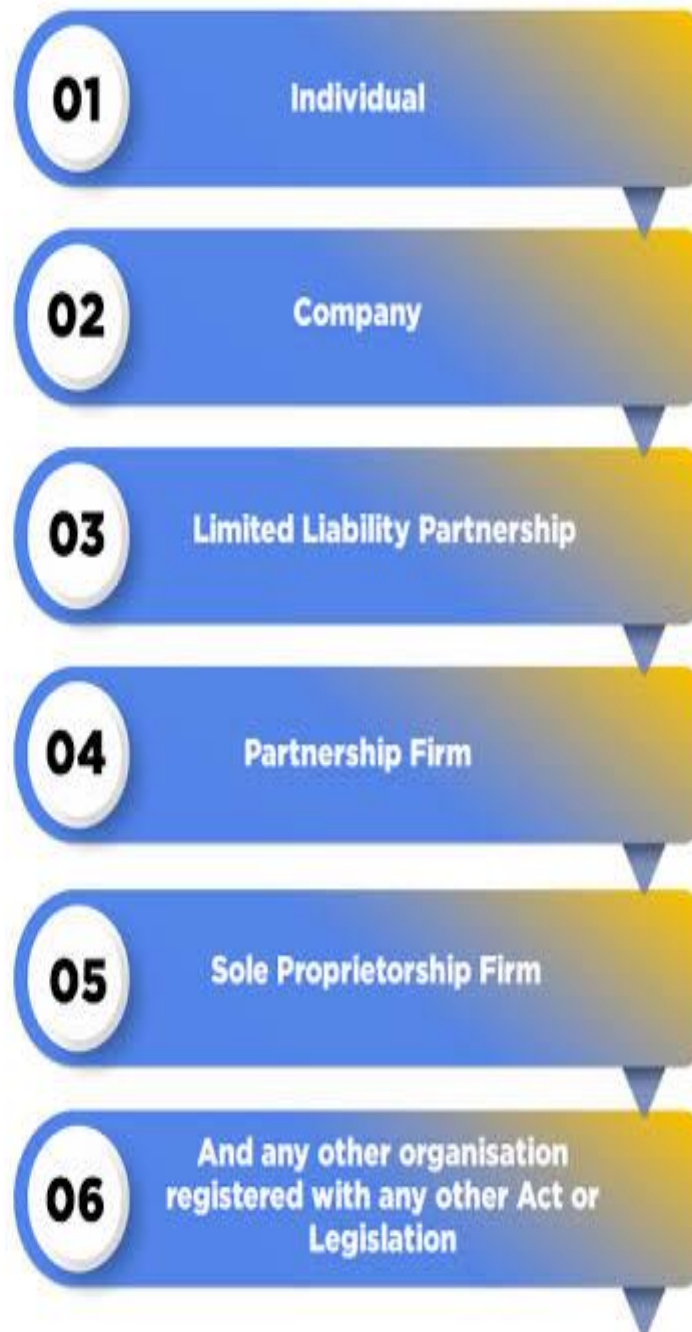 01
Individual
02
Company
03
Limited Liability Partnership
04
Partnership Firm
05
Sole Proprietorship Firm
06
And any other organisation
registered with any other Act or
Legislation